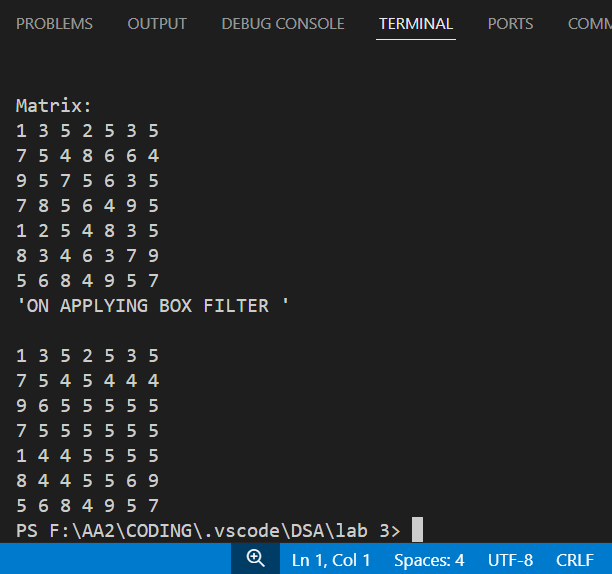 PROBLEMS OUTPUT DEBUG CONSOLE TERMINAL PORTS COMM
Matrix:
1 3 5 2 5 3 5
7 5 4 8 6 6 4
9 5 7 5 6 3 5
7 8 5 6 4 9 5
1 2 5 4 8 3 5
8 3 4 6 3 7 9
5 6 8 4 9 5 7
'ON APPLYING BOX FILTER '
1 3 5 2 5 3 5
7 5 4 5 4 4 4
9 6 5 5 5 5 5
7 5 5 5 5 5 5
1 4 4 5 5 5 5
8 4 4 5 5 6 9
5 6 8 4 9 5 7
PS F:\AA2\CODING\.vscode\DSA\lab 3>
Ln 1, Col 1 Spaces: 4 UTF-8 CRLF